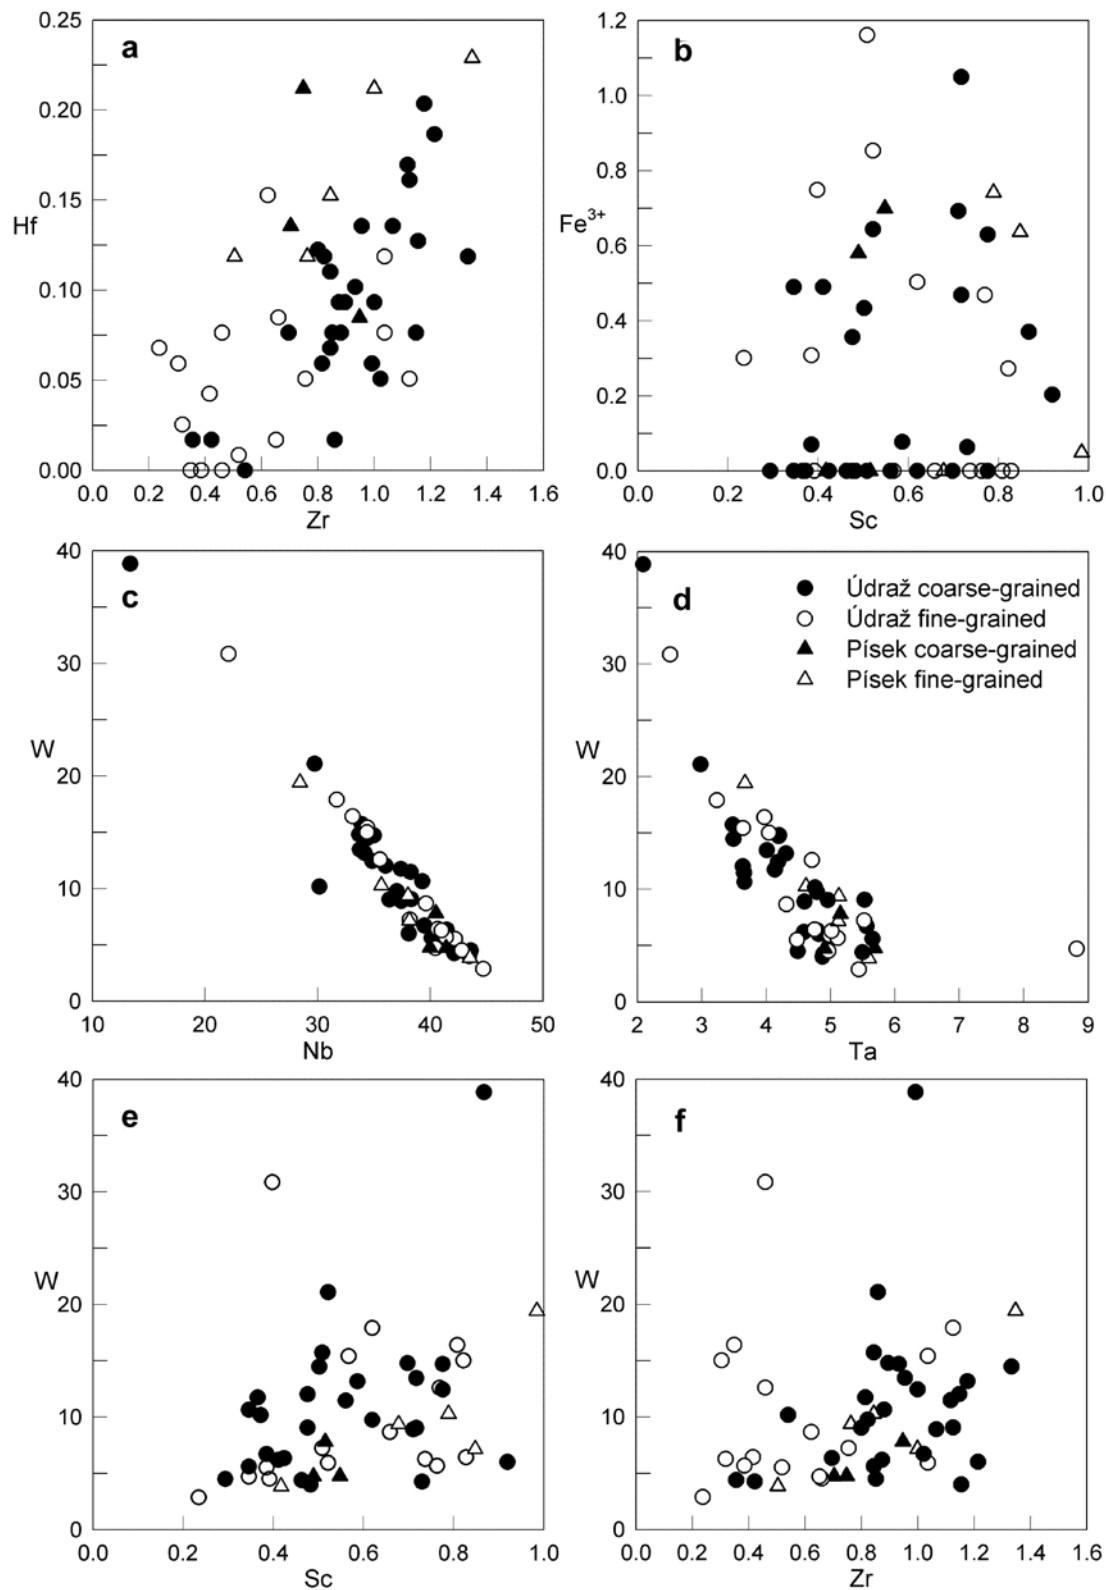 a
0.25
0.20
0.15
Hf
0.10
0.05
0.00
0.0 0.2 0.4 0.6 0.8 1.0 1.2 1.4 1.6
Zr
b
1.2
1.0
0.8
Fe³⁺
0.6
0.4
0.2
0.0
0.2 0.4 0.6 0.8 1.0
Sc
c
40
30
W
20
10
0
10 20 30 40 50
Nb
d
Údraž coarse-grained
Údraž fine-grained
Písek coarse-grained
Písek fine-grained
40
30
W
20
10
0
2 3 4 5 6 7 8 9
Ta
e
40
30
W
20
10
0
0.0 0.2 0.4 0.6 0.8 1.0
Sc
f
40
30
W
20
10
0
0.0 0.2 0.4 0.6 0.8 1.0 1.2 1.4 1.6
Zr